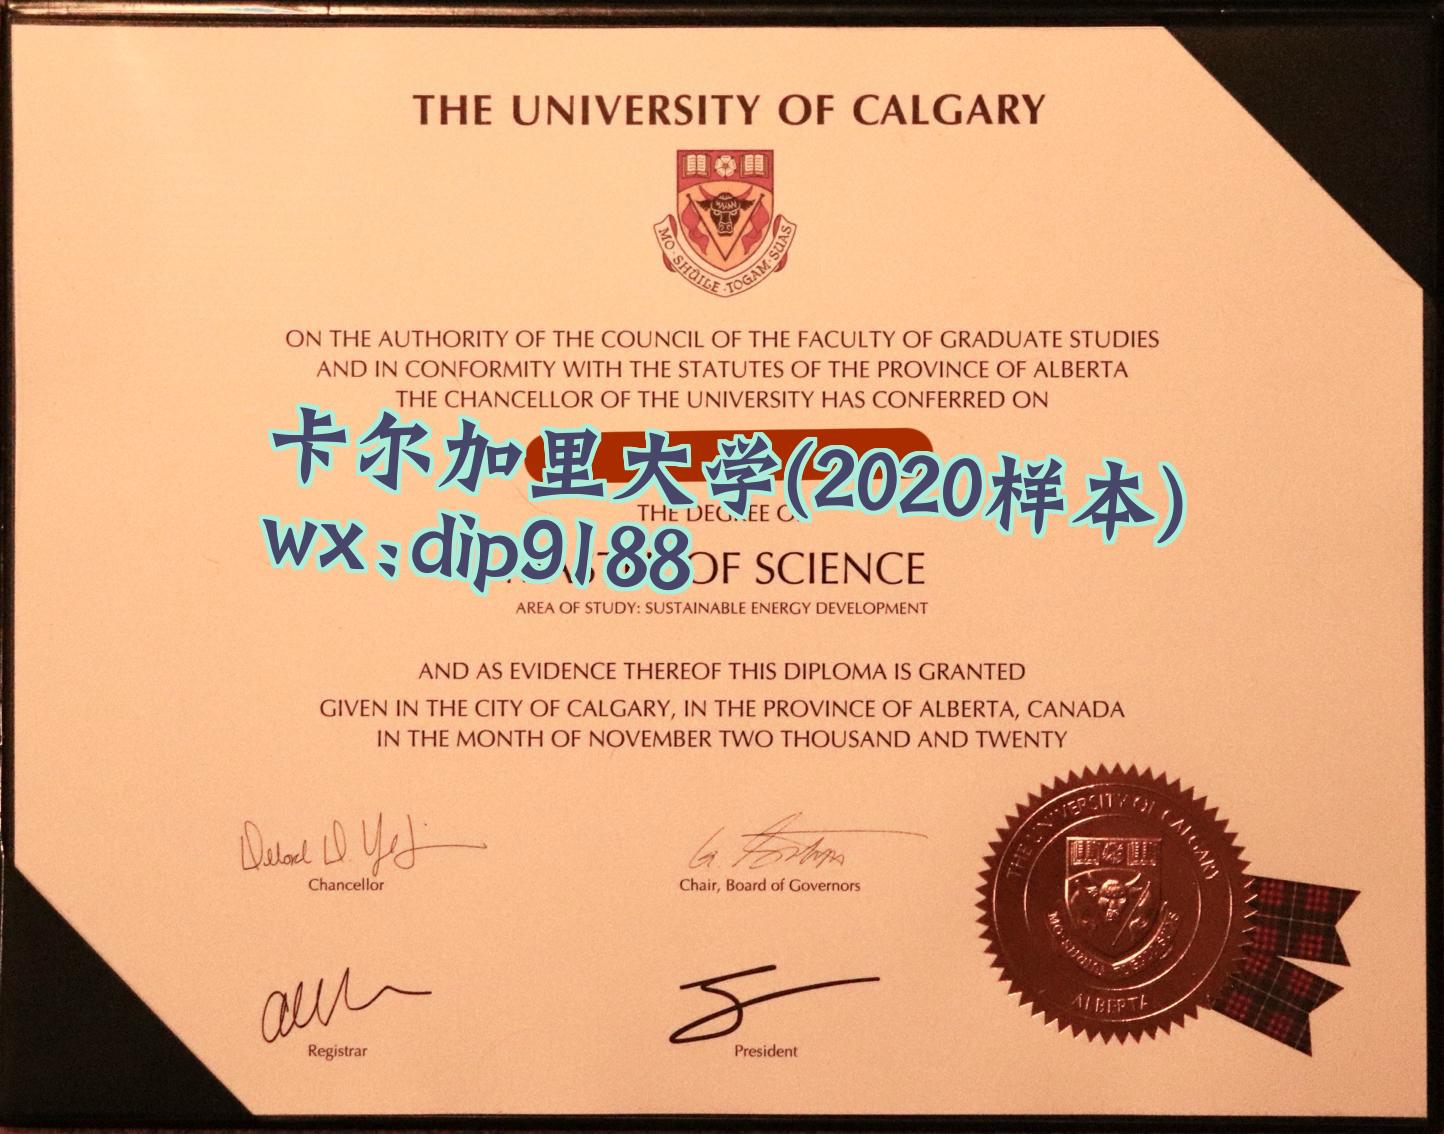 THE UNIVERSITY OF CALGARY
MO·SHÙILE·TOGAM·SUAS
ON THE AUTHORITY OF THE COUNCIL OF THE FACULTY OF GRADUATE STUDIES
AND IN CONFORMITY WITH THE STATUTES OF THE PROVINCE OF ALBERTA
THE CHANCELLOR OF THE UNIVERSITY HAS CONFERRED ON
卡尔加里大学(2020样本)
THE DEGREE
wx:dip9188
OF SCIENCE
AREA OF STUDY: SUSTAINABLE ENERGY DEVELOPMENT
AND AS EVIDENCE THEREOF THIS DIPLOMA IS GRANTED
GIVEN IN THE CITY OF CALGARY, IN THE PROVINCE OF ALBERTA, CANADA
IN THE MONTH OF NOVEMBER TWO THOUSAND AND TWENTY
Chancellor
Chair, Board of Governors
THE UNIVERSITY OF CALGARY
ALBERTA
Registrar
President